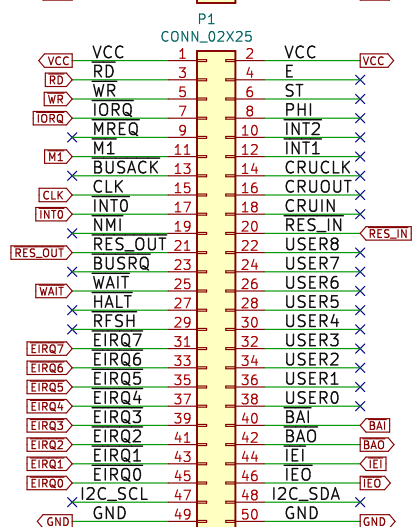 P1
CONN_02X25
VCC VCC 1 2 VCC VCC
RD RD 3 4 E
WR WR 5 6 ST
IORQ IORQ 7 8 PHI
MREQ 9 10 INT2
M1 M1 11 12 INT1
BUSACK 13 14 CRUCLK
CLK CLK 15 16 CRUOUT
INT0 INT0 17 18 CRUIN
NMI 19 20 RES_IN RES_IN
RES_OUT RES_OUT 21 22 USER8
BUSRQ 23 24 USER7
WAIT WAIT 25 26 USER6
HALT 27 28 USER5
RFSH 29 30 USER4
EIRQ7 EIRQ7 31 32 USER3
EIRQ6 EIRQ6 33 34 USER2
EIRQ5 EIRQ5 35 36 USER1
EIRQ4 EIRQ4 37 38 USER0
EIRQ3 EIRQ3 39 40 BAI BAI
EIRQ2 EIRQ2 41 42 BAO BAO
EIRQ1 EIRQ1 43 44 IEI IEI
EIRQ0 EIRQ0 45 46 IEO IEO
I2C_SCL 47 48 I2C_SDA
GND GND 49 50 GND GND